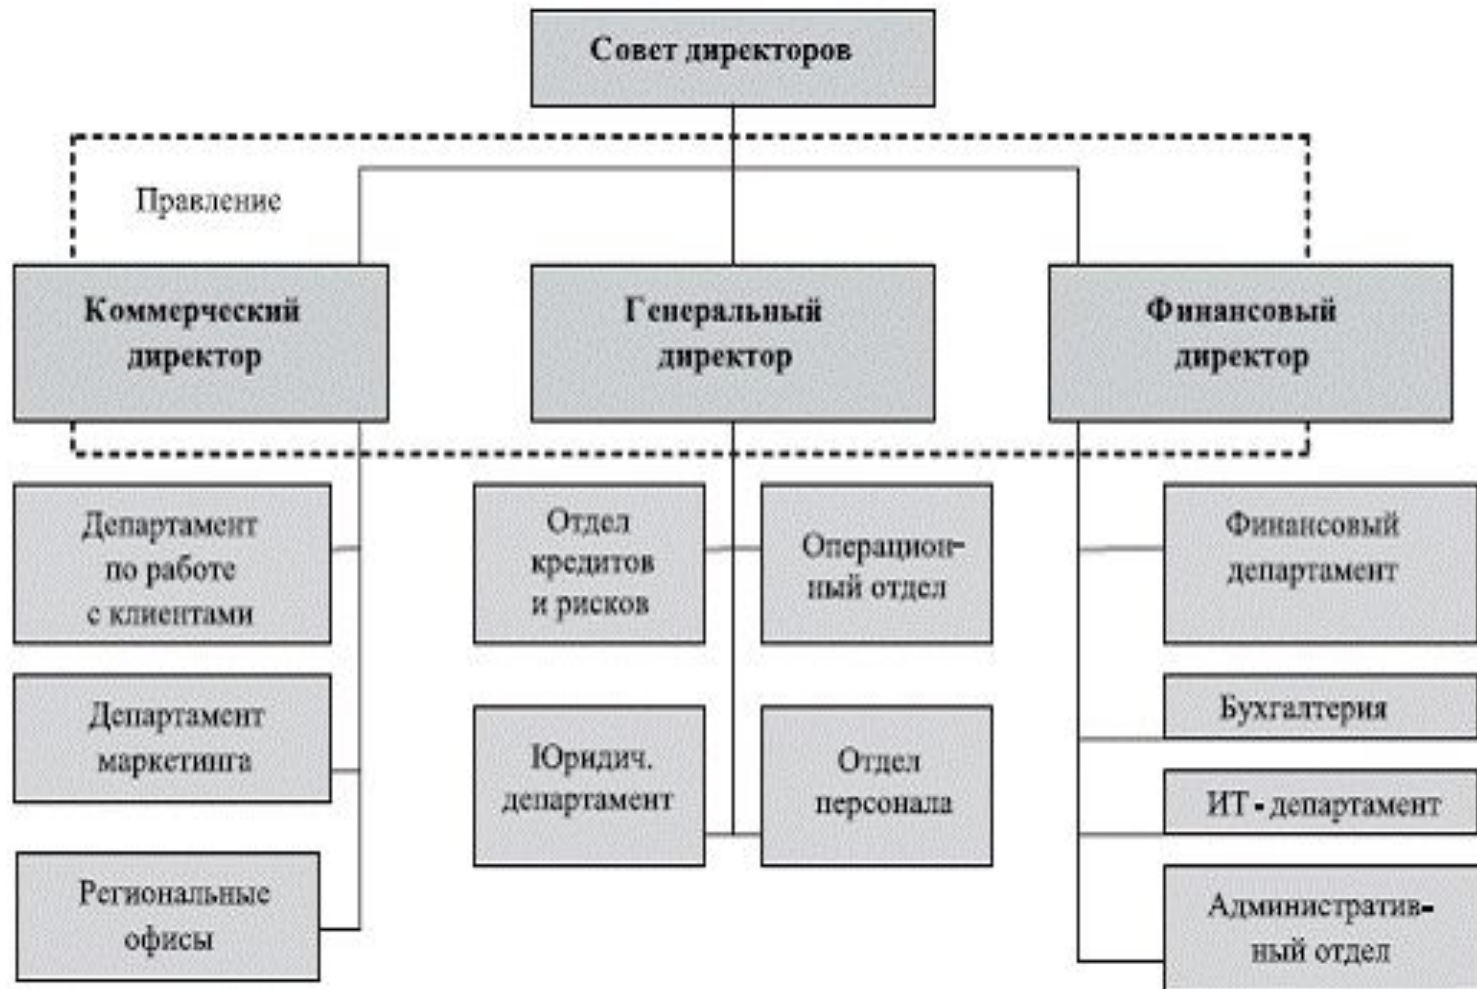 Совет директоров
Правление
Коммерческий
директор
Генеральный
директор
Финансовый
директор
Департамент
по работе
с клиентами
Департамент
маркетинга
Региональные
офисы
Отдел
кредитов
и рисков
Операцион-
ный отдел
Юридич.
департамент
Отдел
персонала
Финансовый
департамент
Бухгалтерия
ИТ - департамент
Административ-
ный отдел